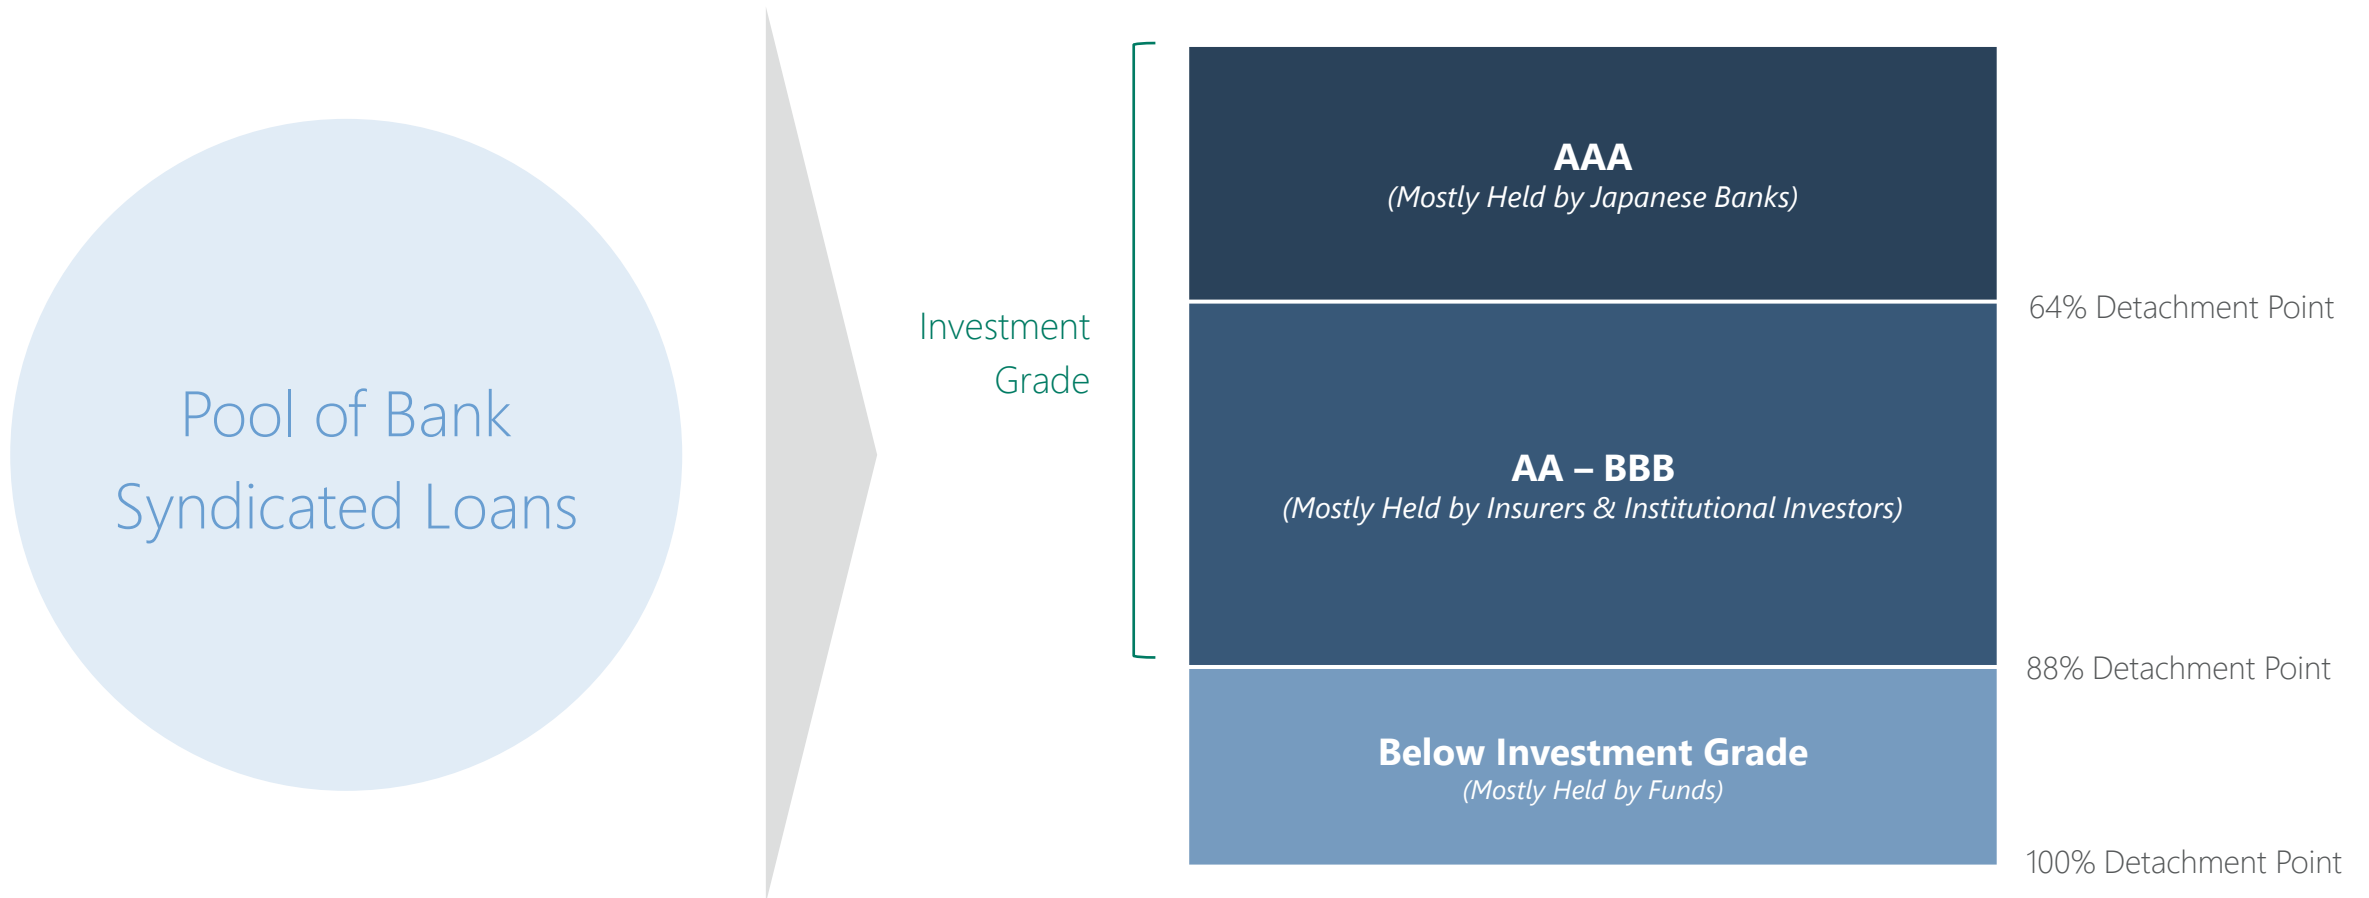 Pool of Bank
Syndicated Loans
Investment
Grade
AAA
(Mostly Held by Japanese Banks)
64% Detachment Point
AA – BBB
(Mostly Held by Insurers & Institutional Investors)
88% Detachment Point
Below Investment Grade
(Mostly Held by Funds)
100% Detachment Point